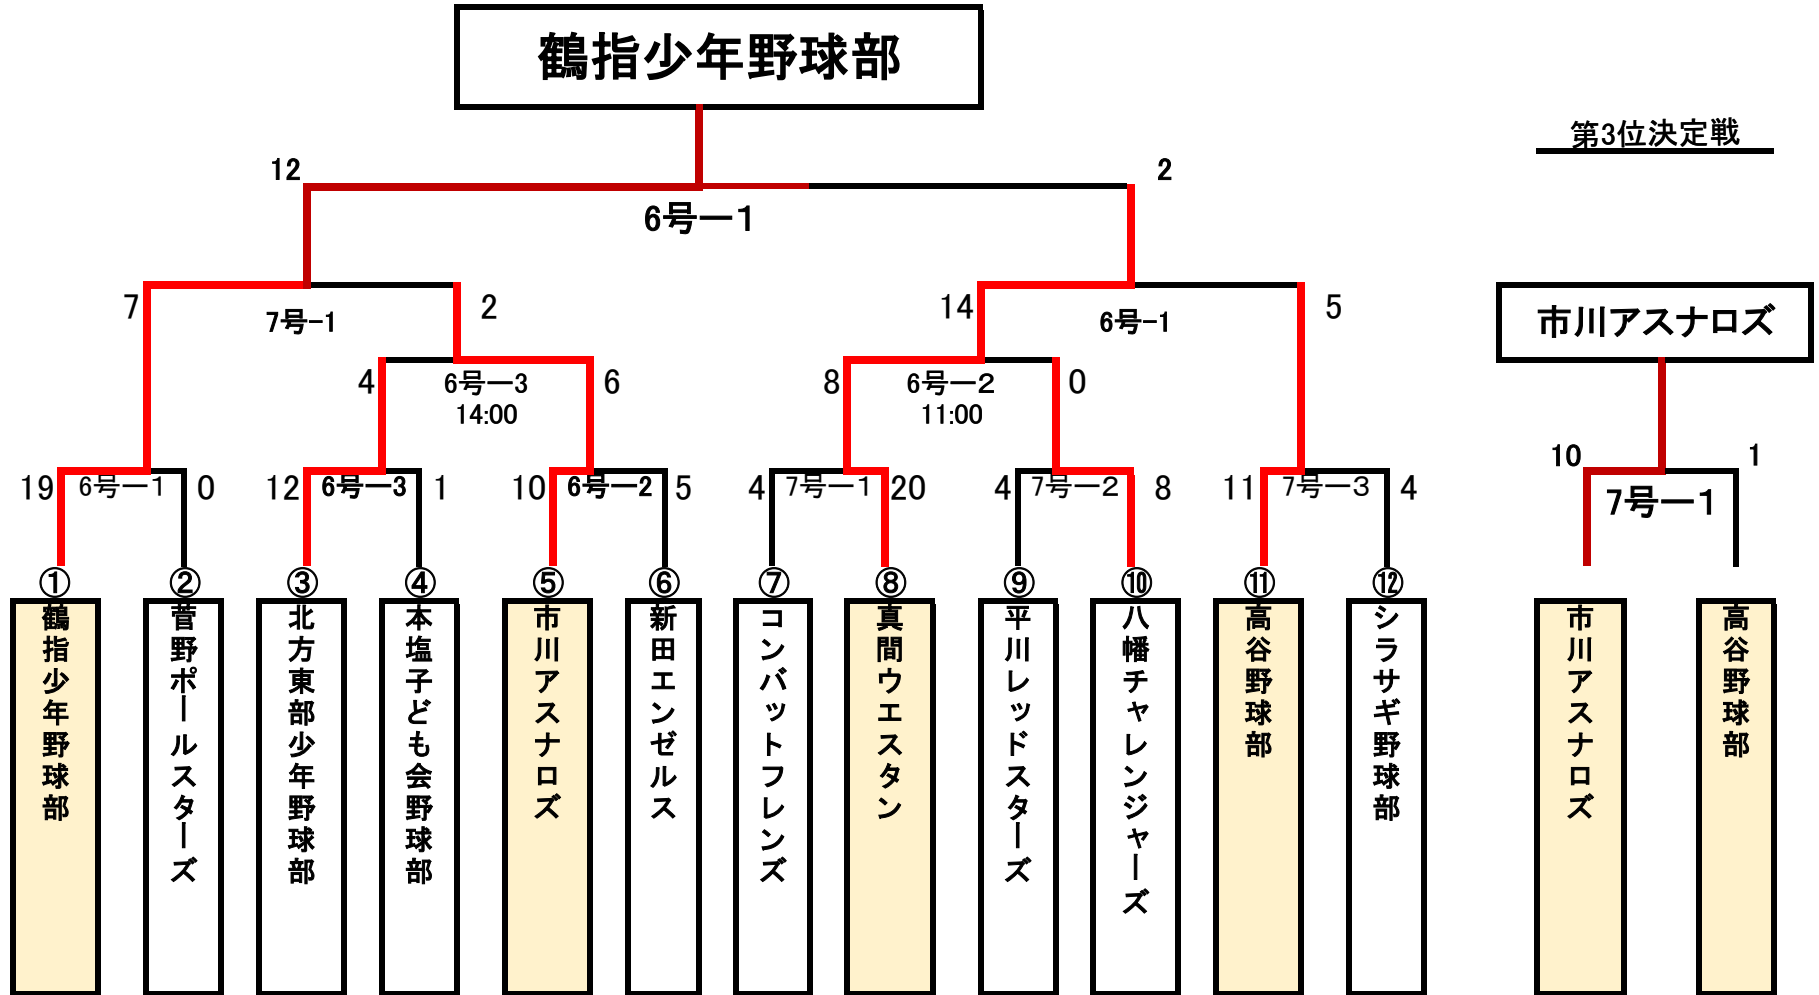 鶴指少年野球部
第3位決定戦
12
2
6号ー1
7
7号-1
2
14
6号-1
5
市川アスナロズ
4
6号ー3
14:00
6
8
6号ー2
11:00
0
10
1
7号ー1
19
6号ー1
0
12
6号ー3
1
10
6号ー2
5
4
7号ー1
20
4
7号ー2
8
11
7号ー3
4
①
②
③
④
⑤
⑥
⑦
⑧
⑨
⑩
⑪
⑫
鶴指少年野球部
菅野ポールスターズ
北方東部少年野球部
本塩子ども会野球部
市川アスナロズ
新田エンゼルス
コンバットフレンズ
真間ウエスタン
平川レッドスターズ
八幡チャレンジャーズ
高谷野球部
シラサギ野球部
市川アスナロズ
高谷野球部